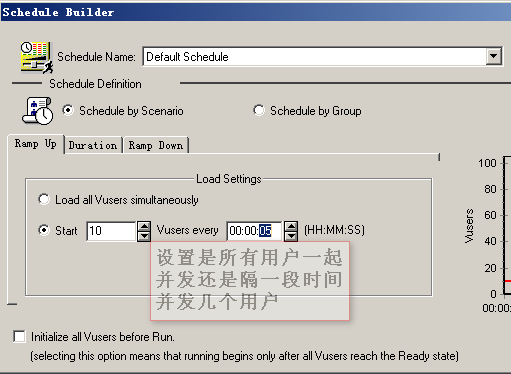 Schedule Builder
Schedule Name: Default Schedule
Schedule Definition
Schedule by Scenario Schedule by Group
Ramp Up Duration Ramp Down
Load Settings
Load all Vusers simultaneously
Start 10 Vusers every 00:00:05 (HH:MM:SS)
设置是所有用户一起
并发还是隔一段时间
并发几个用户
Initialize all Vusers before Run.
(selecting this option means that running begins only after all Vusers reach the Ready state)
Vusers
100
80
60
40
20
0
00:00: